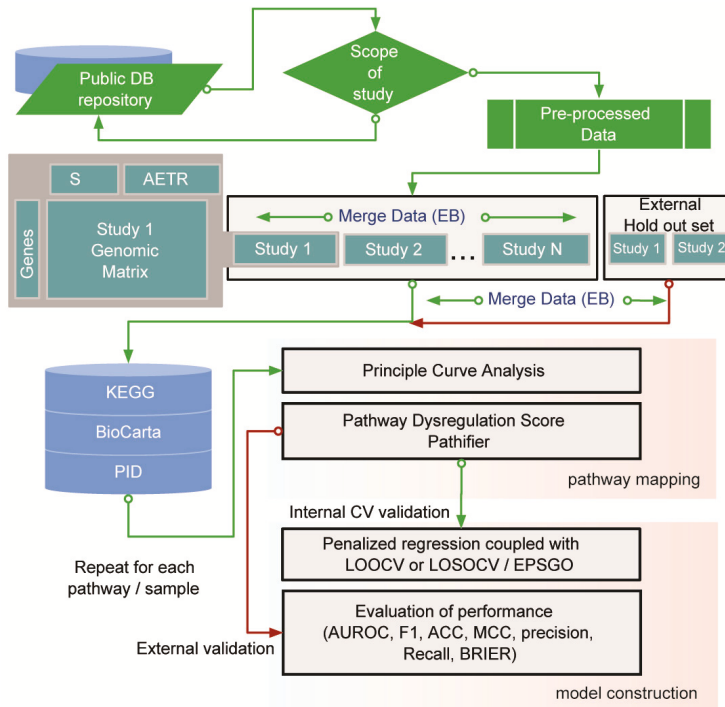 Public DB
repository
Scope
of
study
Pre-processed
Data
S
AETR
Genes
Study 1
Genomic
Matrix
Merge Data (EB)
Study 1
Study 2
...
Study N
External
Hold out set
Study 1
Study 2
Merge Data (EB)
KEGG
BioCarta
PID
Principle Curve Analysis
Pathway Dysregulation Score
Pathifier
pathway mapping
Internal CV validation
Repeat for each
pathway / sample
Penalized regression coupled with
LOOCV or LOSOCV / EPSGO
Evaluation of performance
(AUROC, F1, ACC, MCC, precision,
Recall, BRIER)
External validation
model construction